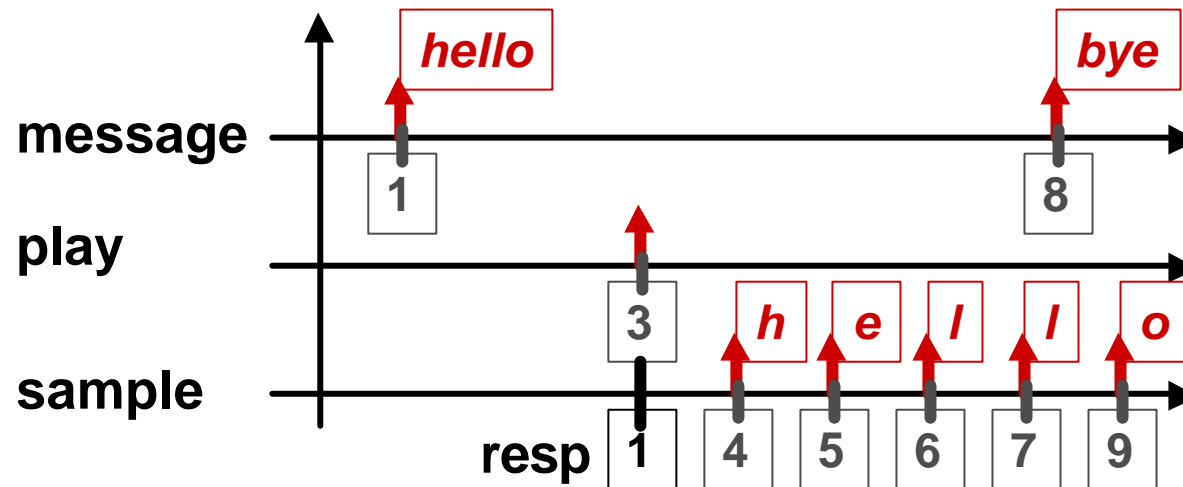 hello bye
message
1 8
play
3 h e l l o
sample
resp 1 4 5 6 7 9